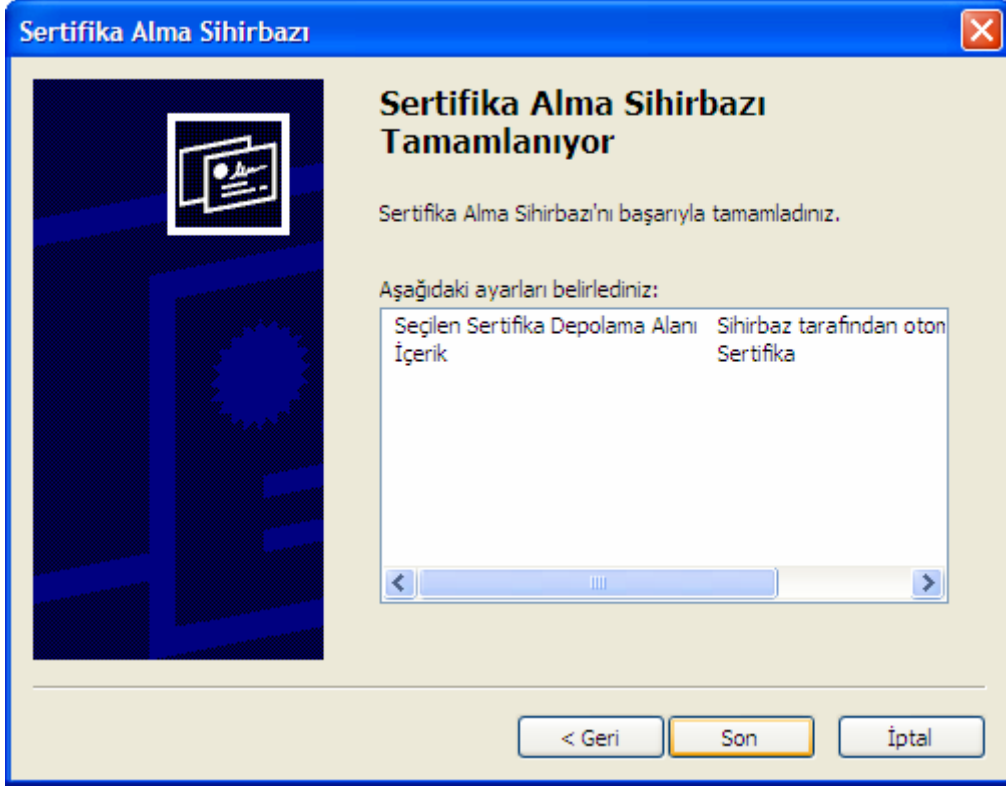 Sertifika Alma Sihirbazı
Sertifika Alma Sihirbazı
Tamamlanıyor
Sertifika Alma Sihirbazı'nı başarıyla tamamladınız.
Aşağıdaki ayarları belirlediniz:
Seçilen Sertifika Depolama Alanı Sihirbaz tarafından otom
İçerik Sertifika
< Geri Son İptal